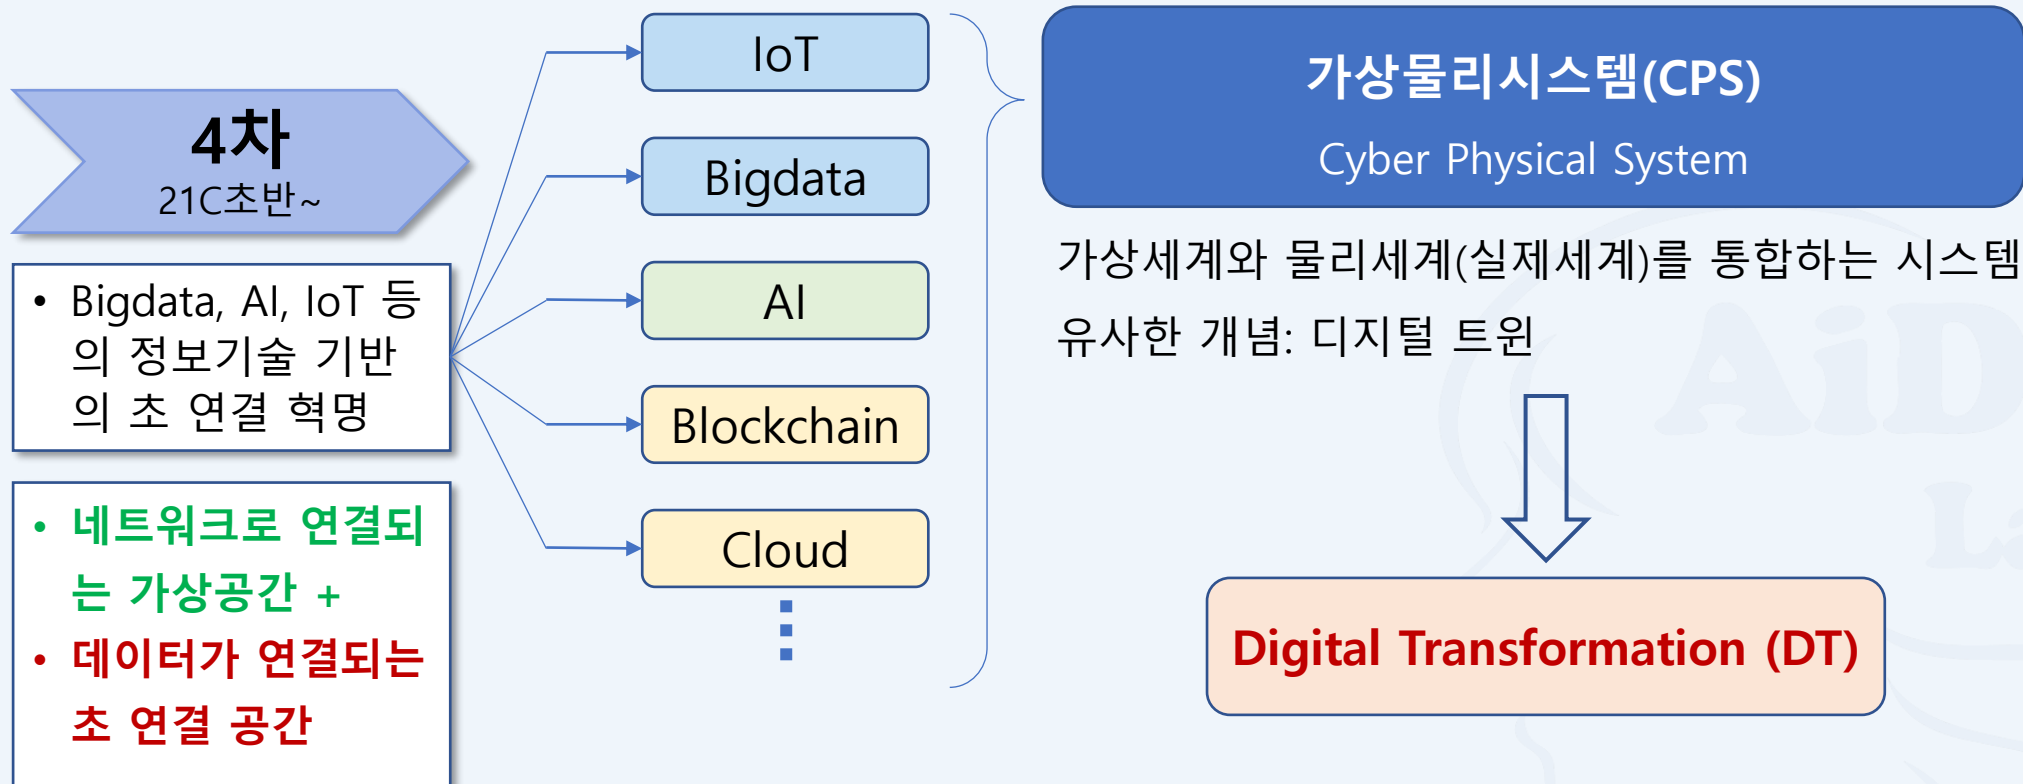 4차
21C초반~
• Bigdata, AI, IoT 등
의 정보기술 기반
의 초 연결 혁명
• 네트워크로 연결되
는 가상공간 +
• 데이터가 연결되는
초 연결 공간
IoT
Bigdata
AI
Blockchain
Cloud
가상물리시스템(CPS)
Cyber Physical System
가상세계와 물리세계(실제세계)를 통합하는 시스템
유사한 개념: 디지털 트윈
Digital Transformation (DT)